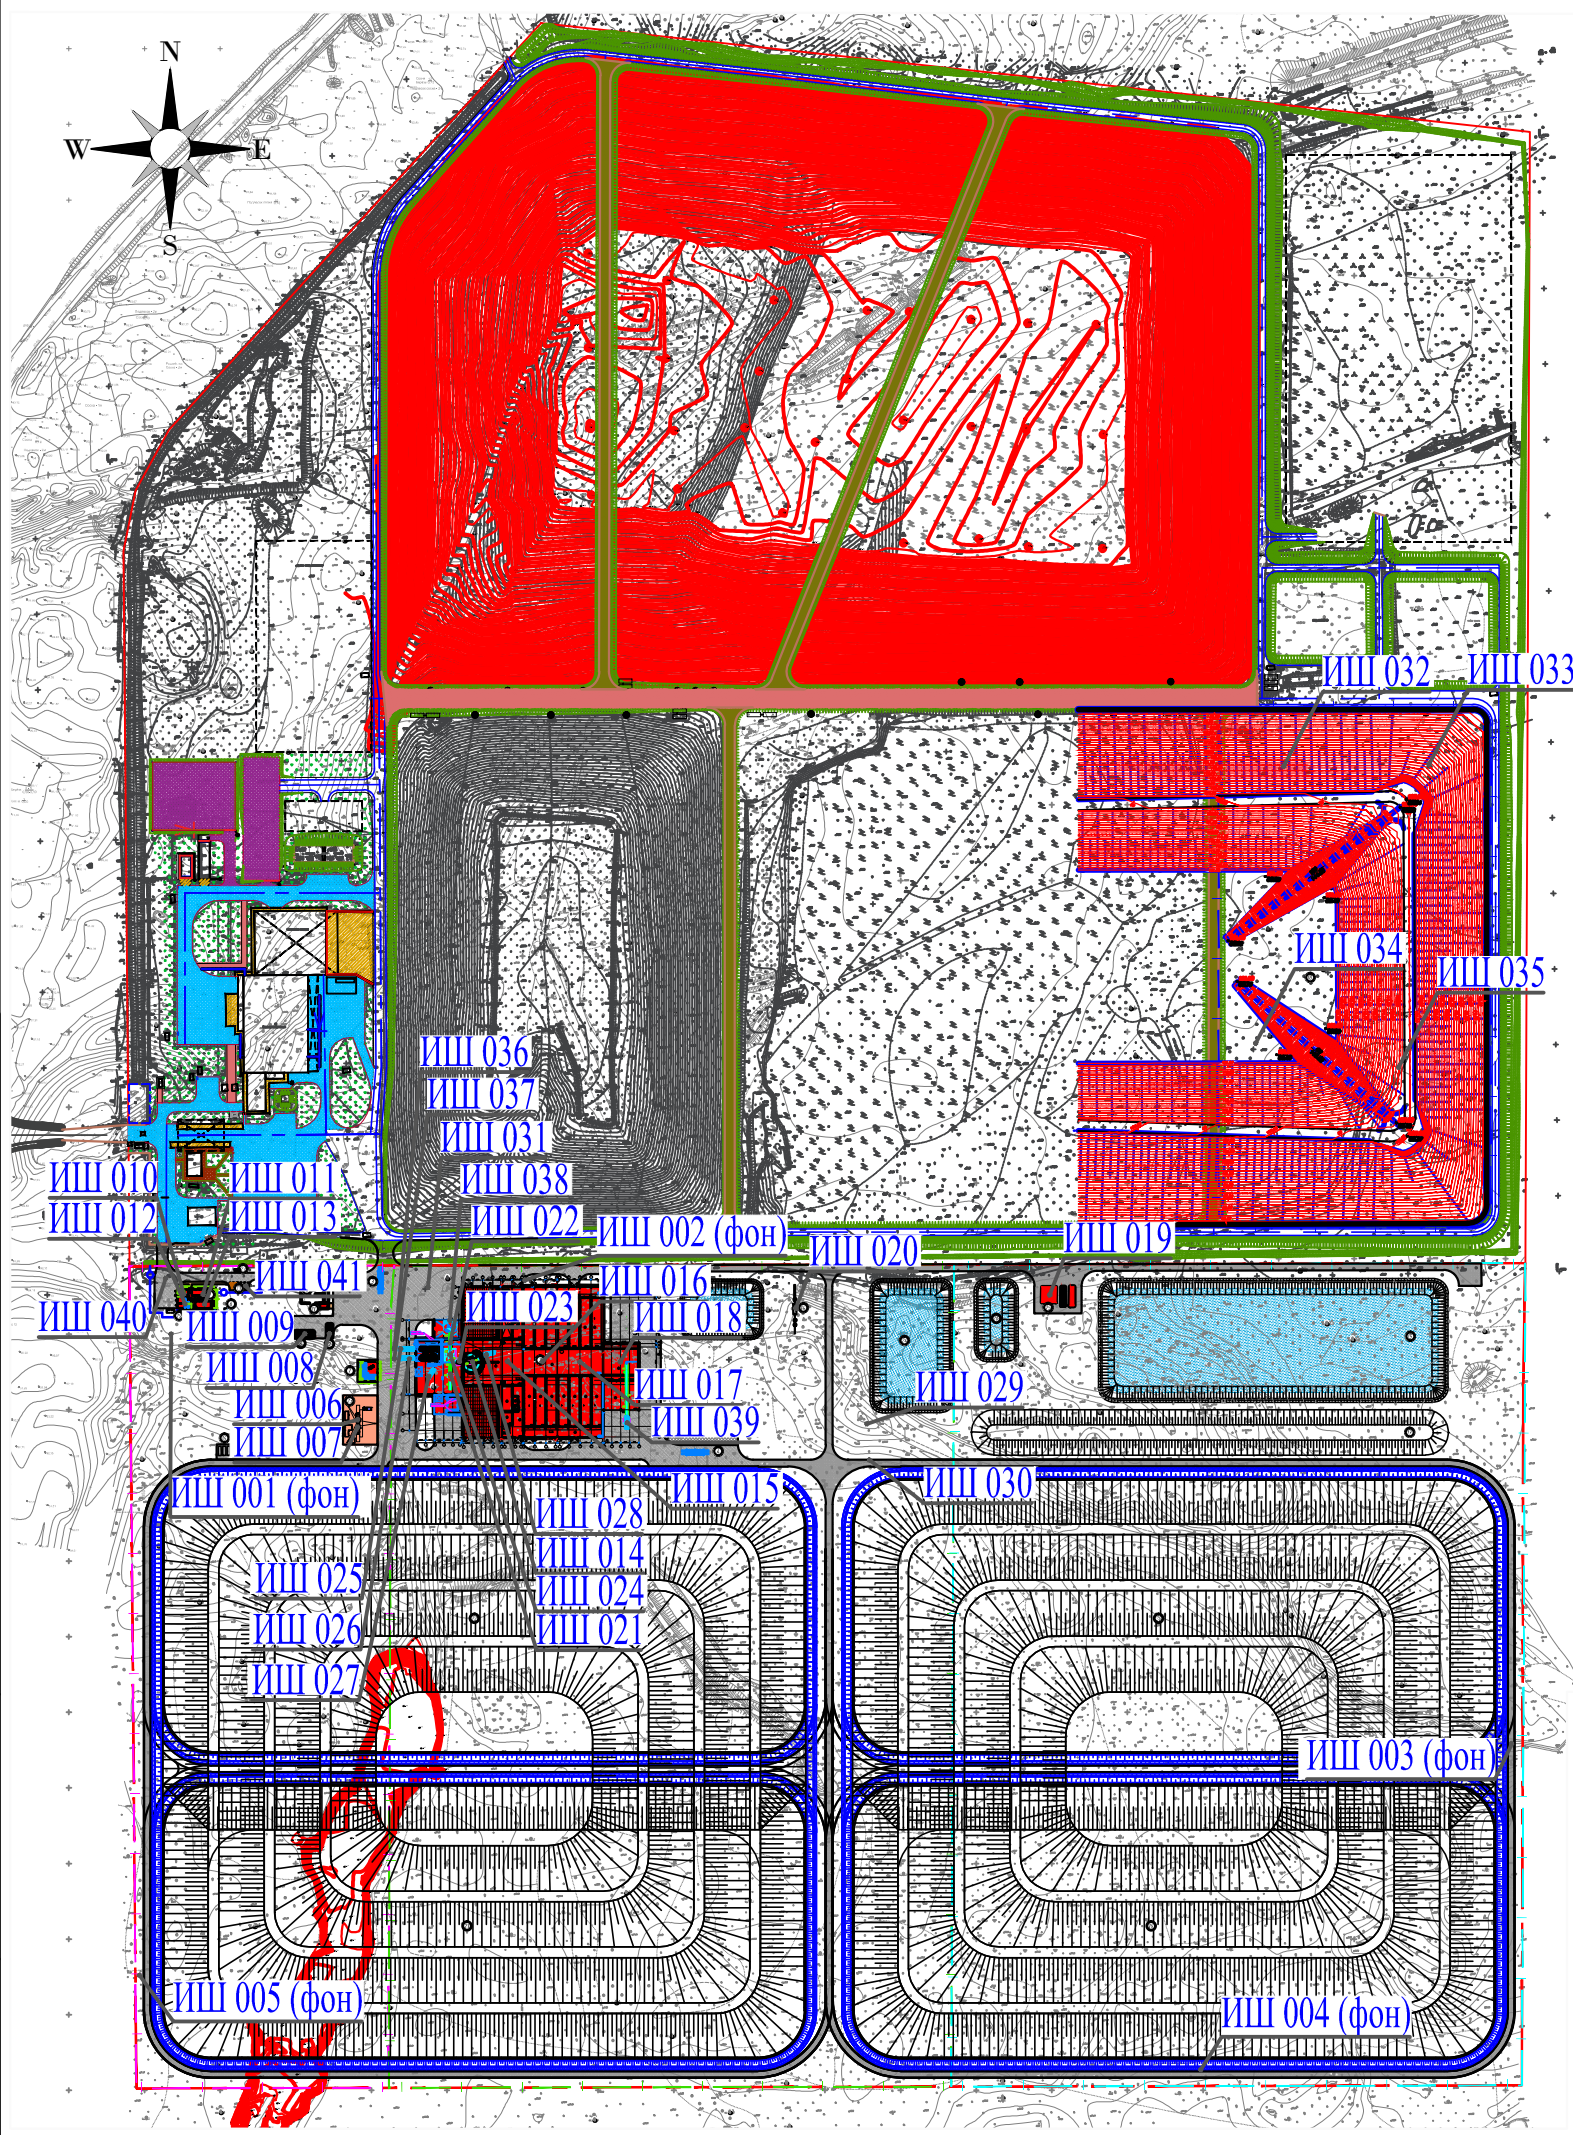 N
W E
S
ИШ 032
ИШ 033
ИШ 034
ИШ 035
ИШ 036
ИШ 037
ИШ 031
ИШ 038
ИШ 022
ИШ 010
ИШ 011
ИШ 012
ИШ 013
ИШ 002 (фон)
ИШ 020
ИШ 019
ИШ 041
ИШ 016
ИШ 040
ИШ 009
ИШ 023
ИШ 018
ИШ 008
ИШ 017
ИШ 029
ИШ 006
ИШ 039
ИШ 007
ИШ 001 (фон)
ИШ 015
ИШ 030
ИШ 028
ИШ 014
ИШ 025
ИШ 024
ИШ 026
ИШ 021
ИШ 027
ИШ 003 (фон)
ИШ 005 (фон)
ИШ 004 (фон)